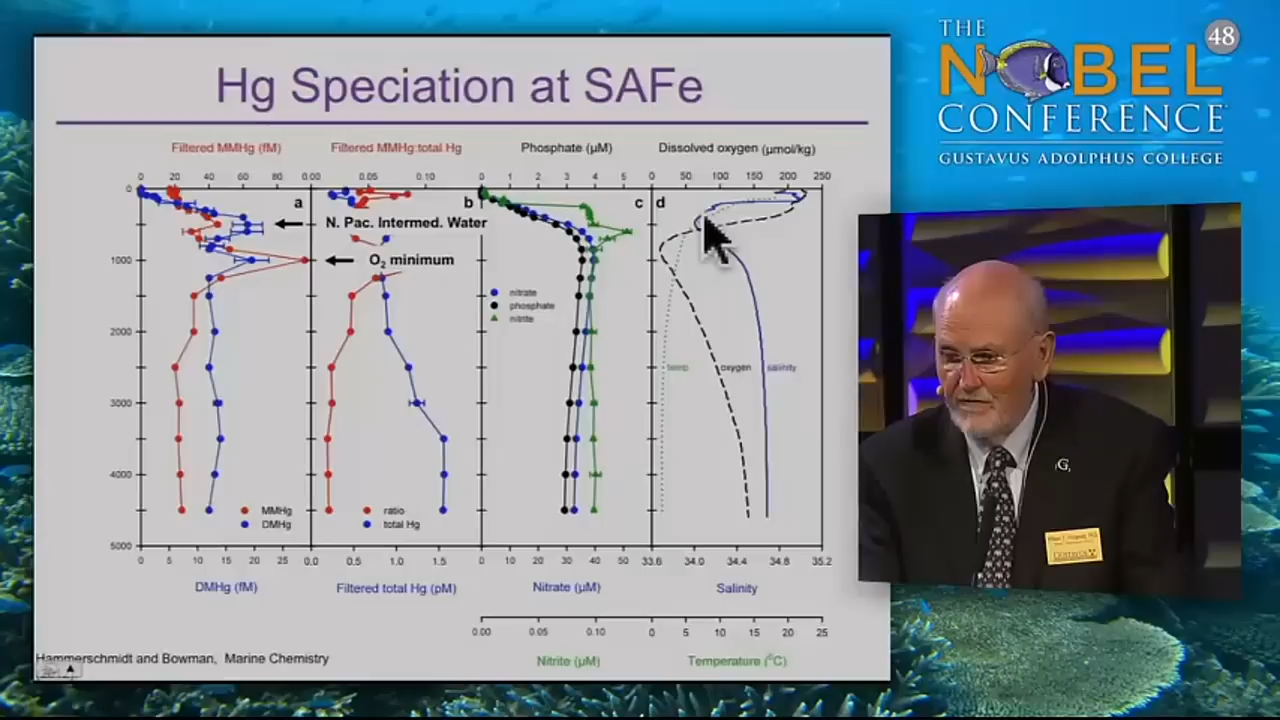 Hg Speciation at SAFe
Filtered MMHg (fM)
Filtered MMHg:total Hg
Phosphate (µM)
Dissolved oxygen (µmol/kg)
0 20 40 60 80
0.05 0.10
0 1 2 3 4 5
0 50 100 150 200 250
0
1000
2000
3000
4000
5000
a
b
c
d
N. Pac. Intermed. Water
O2 minimum
nitrate
phosphate
nitrite
temp
oxygen
salinity
MMHg
DMHg
ratio
total Hg
0 5 10 15 20 25
0.0 0.5 1.0 1.5
0 10 20 30 40 50
33.6 34.0 34.4 34.8 35.2
DMHg (fM)
Filtered total Hg (pM)
Nitrate (µM)
Salinity
0.00 0.05 0.10
0 5 10 15 20 25
Nitrite (µM)
Temperature (°C)
Hammerschmidt and Bowman, Marine Chemistry
THE
NOBEL
48
CONFERENCE
GUSTAVUS ADOLPHUS COLLEGE
G